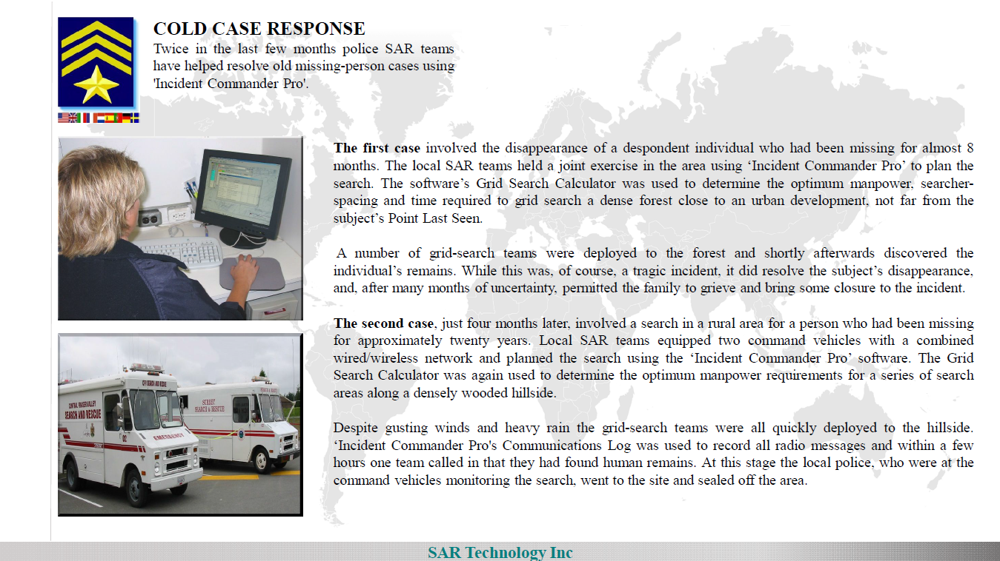 COLD CASE RESPONSE
Twice in the last few months police SAR teams
have helped resolve old missing-person cases using
'Incident Commander Pro'.
The first case involved the disappearance of a despondent individual who had been missing for almost 8
months. The local SAR teams held a joint exercise in the area using ‘Incident Commander Pro’ to plan the
search. The software’s Grid Search Calculator was used to determine the optimum manpower, searcher-
spacing and time required to grid search a dense forest close to an urban development, not far from the
subject’s Point Last Seen.
A number of grid-search teams were deployed to the forest and shortly afterwards discovered the
individual’s remains. While this was, of course, a tragic incident, it did resolve the subject’s disappearance,
and, after many months of uncertainty, permitted the family to grieve and bring some closure to the incident.
The second case, just four months later, involved a search in a rural area for a person who had been missing
for approximately twenty years. Local SAR teams equipped two command vehicles with a combined
wired/wireless network and planned the search using the ‘Incident Commander Pro’ software. The Grid
Search Calculator was again used to determine the optimum manpower requirements for a series of search
areas along a densely wooded hillside.
Despite gusting winds and heavy rain the grid-search teams were all quickly deployed to the hillside.
‘Incident Commander Pro's Communications Log was used to record all radio messages and within a few
hours one team called in that they had found human remains. At this stage the local police, who were at the
command vehicles monitoring the search, went to the site and sealed off the area.
CFV SEARCH AND RESCUE
CENTRAL FRASER VALLEY
SEARCH AND RESCUE
EMERGENCY
SURREY
SEARCH & RESCUE
SAR Technology Inc